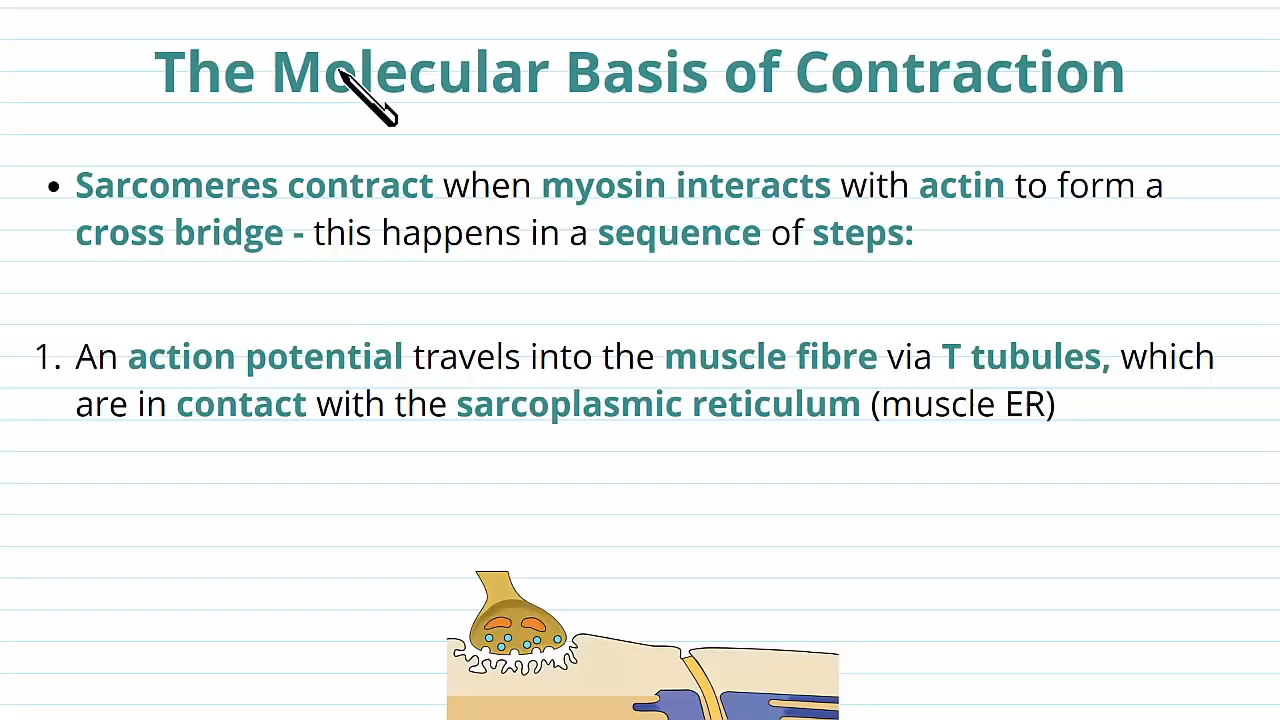 The Molecular Basis of Contraction
• Sarcomeres contract when myosin interacts with actin to form a
cross bridge - this happens in a sequence of steps:
1. An action potential travels into the muscle fibre via T tubules, which
are in contact with the sarcoplasmic reticulum (muscle ER)